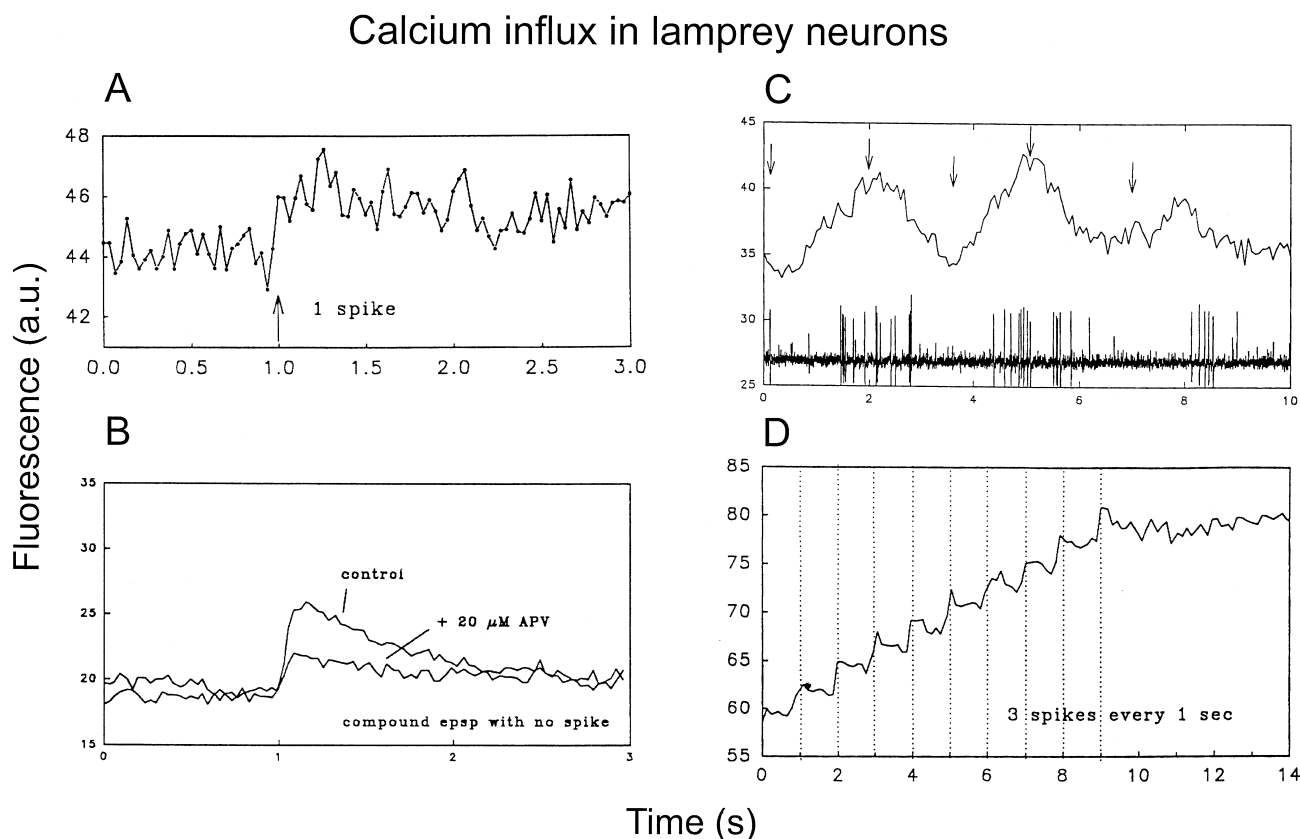 Calcium influx in lamprey neurons
Fluorescence (a.u.)
A
48
46
44
42
1 spike
0.0 0.5 1.0 1.5 2.0 2.5 3.0
B
35
30
25
20
15
control
+ 20 μM APV
compound epsp with no spike
0 1 2 3
C
45
40
35
30
25
0 2 4 6 8 10
D
85
80
75
70
65
60
55
3 spikes every 1 sec
0 2 4 6 8 10 12 14
Time (s)